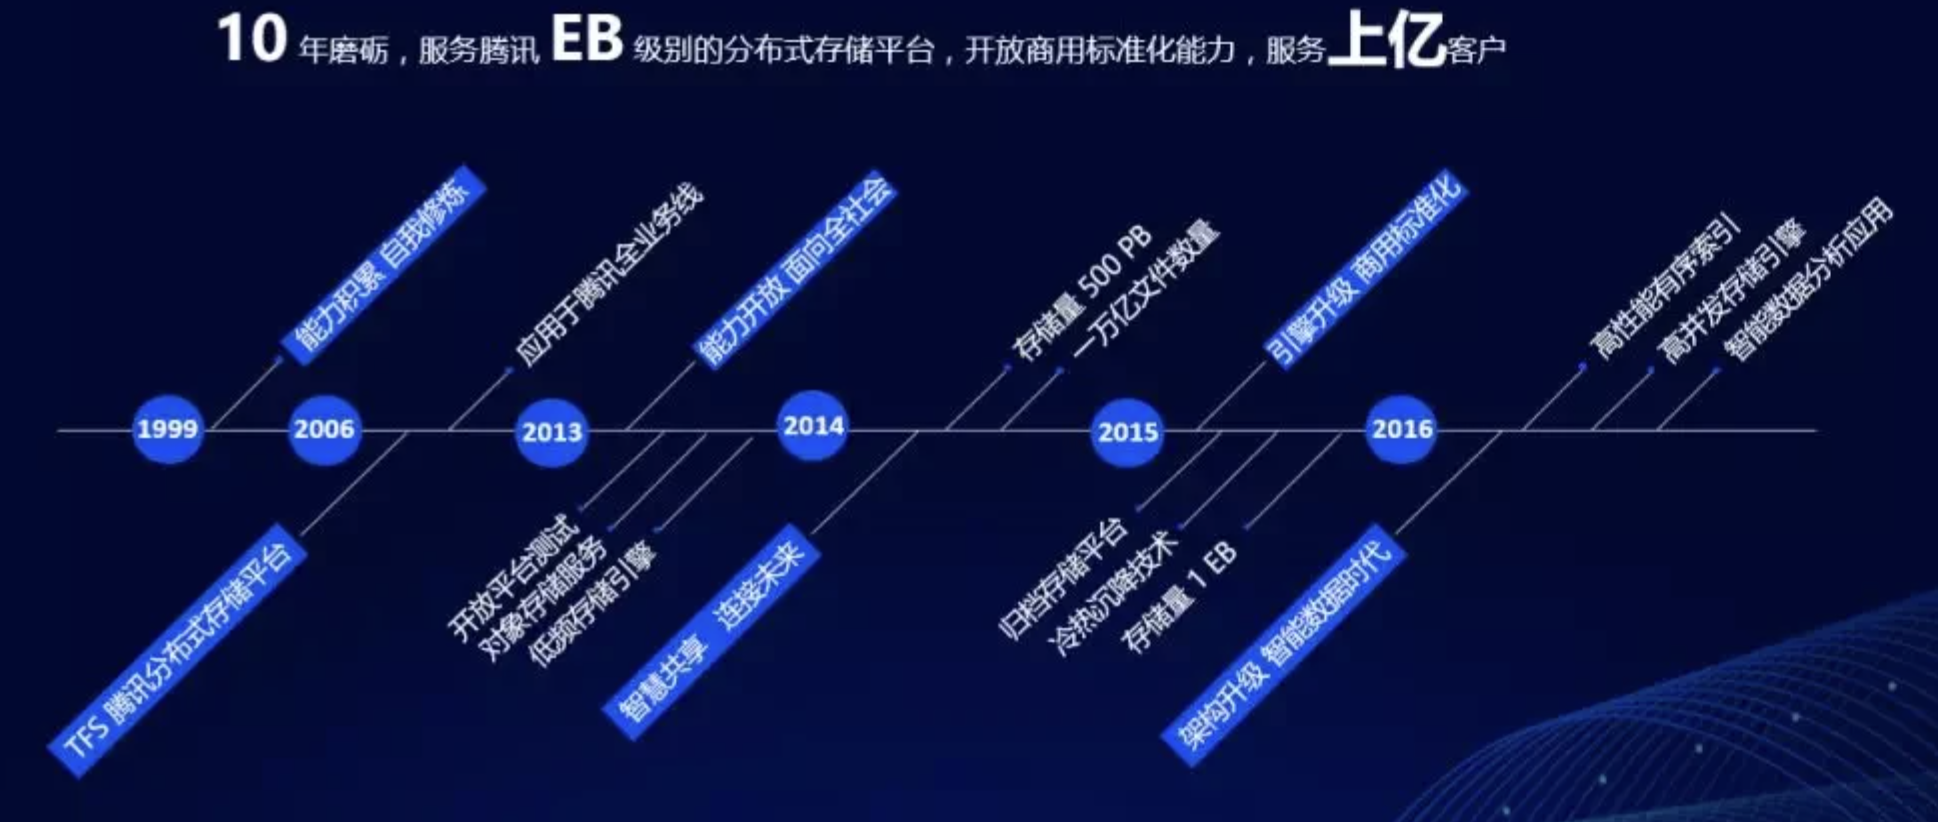 10 年磨砺，服务腾讯 EB 级别的分布式存储平台，开放商用标准化能力，服务上亿客户
1999
能力积累 自我修炼
2006
TFS 腾讯分布式存储平台
应用于腾讯全业务线
2013
能力开放 面向全社会
开放平台测试
对象存储服务
低频存储引擎
2014
智慧共享 连接未来
存储量 500 PB
一万亿文件数量
2015
引擎升级 商用标准化
归档存储平台
冷热沉降技术
存储量 1 EB
2016
架构升级 智能数据时代
高性能有序索引
高并发存储引擎
智能数据分析应用